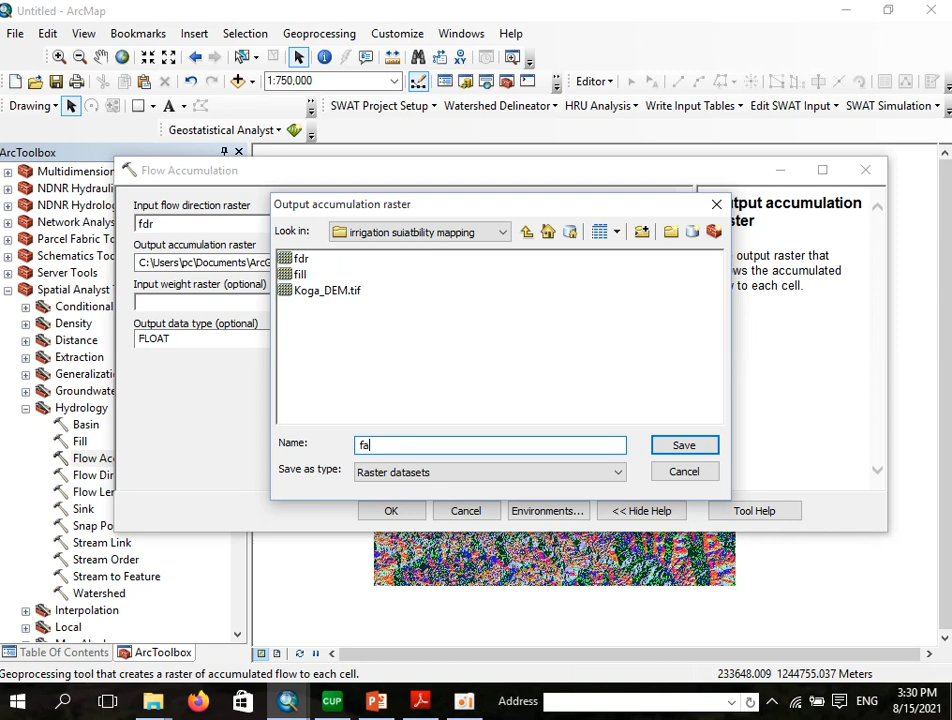 Untitled - ArcMap
File Edit View Bookmarks Insert Selection Geoprocessing Customize Windows Help
1:750,000 Editor
Drawing A SWAT Project Setup Watershed Delineator HRU Analysis Write Input Tables Edit SWAT Input SWAT Simulation
Geostatistical Analyst
ArcToolbox
Multidimension
NDNR Hydrauli
NDNR Hydrolog
Network Analys
Parcel Fabric To
Schematics Too
Server Tools
Spatial Analyst
Conditional
Density
Distance
Extraction
Generalizati
Groundwate
Hydrology
Basin
Fill
Flow Acc
Flow Dir
Flow Len
Sink
Snap Po
Stream Link
Stream Order
Stream to Feature
Watershed
Interpolation
Local
Table Of Contents ArcToolbox
Flow Accumulation
Input flow direction raster
fdr
Output accumulation raster
C:\Users\pc\Documents\ArcG
Input weight raster (optional)
Output data type (optional)
FLOAT
Output accumulation raster
Look in: irrigation suiatbility mapping
fdr
fill
Koga_DEM.tif
Name: fa Save
Save as type: Raster datasets Cancel
tput accumulation
ster
output raster that
ws the accumulated
to each cell.
OK Cancel Environments... << Hide Help Tool Help
Geoprocessing tool that creates a raster of accumulated flow to each cell. 233648.009 1244755.037 Meters
CUP Address ENG 3:30 PM
8/15/2021